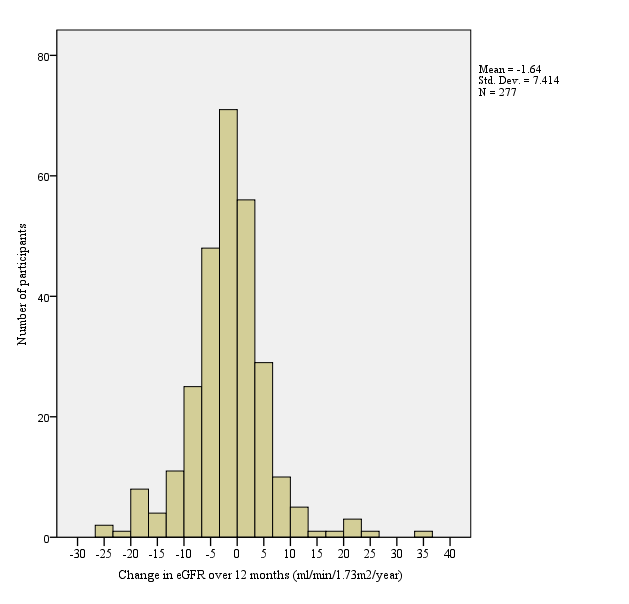 Mean = -1.64
Std. Dev. = 7.414
N = 277
80
60
40
20
0
Number of participants
-30 -25 -20 -15 -10 -5 0 5 10 15 20 25 30 35 40
Change in eGFR over 12 months (ml/min/1.73m2/year)